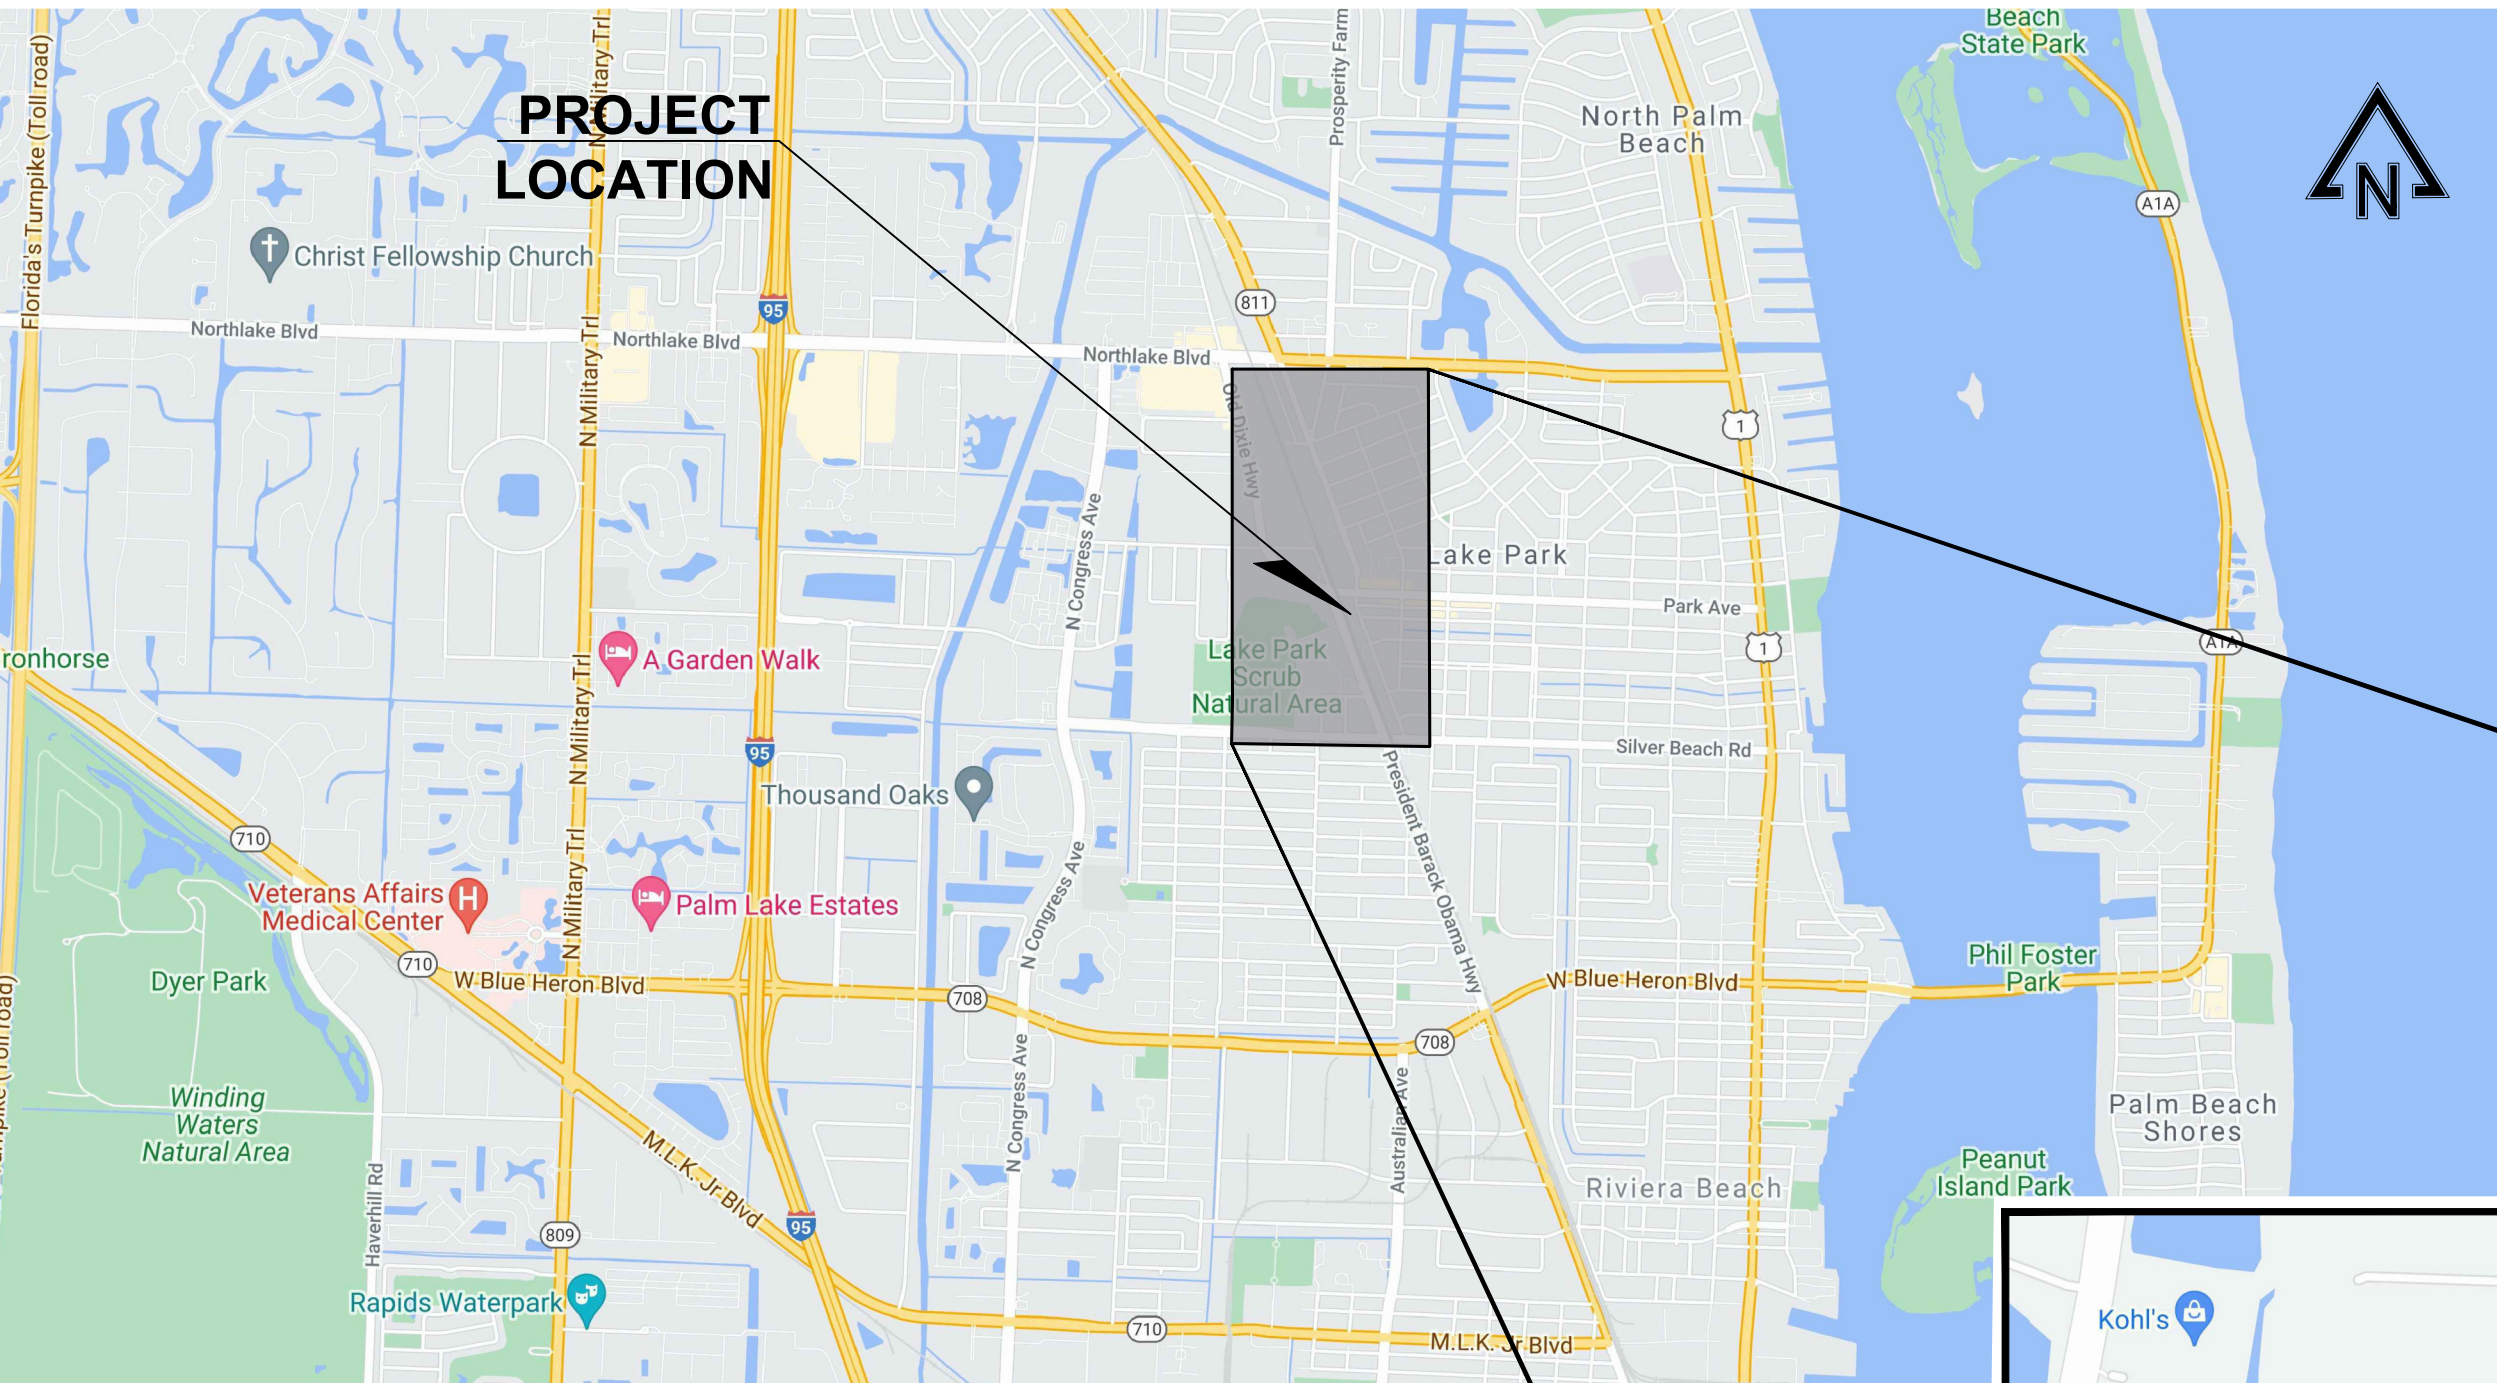 Beach
State Park
Florida's Turnpike (Toll road)
N Military Trl
Prosperity Farm
PROJECT
LOCATION
North Palm
Beach
N
A1A
Christ Fellowship Church
95
811
Northlake Blvd
Northlake Blvd
Northlake Blvd
N Military Trl
Old Dixie Hwy
1
N Congress Ave
Lake Park
Park Ave
1
A1A
ronhorse
A Garden Walk
Lake Park
Scrub
Natural Area
N Military Trl
95
Silver Beach Rd
Thousand Oaks
President Barack Obama Hwy
710
N Military Trl
N Congress Ave
Veterans Affairs
Medical Center
H
Palm Lake Estates
710
W Blue Heron Blvd
Dyer Park
708
W Blue Heron Blvd
Phil Foster
Park
708
N Congress Ave
Australian Ave
Winding
Waters
Natural Area
M.L.K. Jr Blvd
Palm Beach
Shores
Peanut
Island Park
Riviera Beach
Haverhill Rd
809
95
Rapids Waterpark
710
M.L.K. Jr Blvd
Kohl's